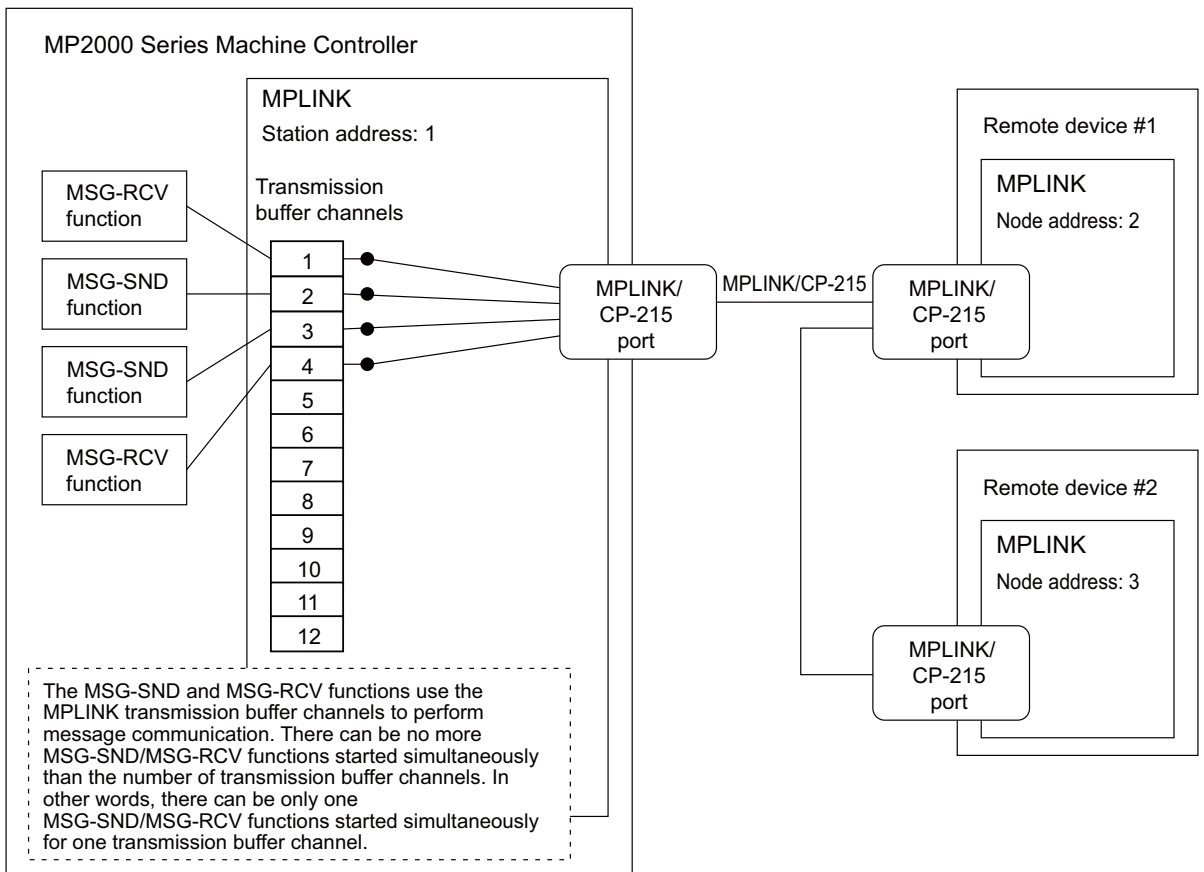 MP2000 Series Machine Controller
MPLINK
Station address: 1
Transmission
buffer channels
MSG-RCV
function
MSG-SND
function
MSG-SND
function
MSG-RCV
function
1
2
3
4
5
6
7
8
9
10
11
12
MPLINK/
CP-215
port
MPLINK/CP-215
Remote device #1
MPLINK
Node address: 2
MPLINK/
CP-215
port
Remote device #2
MPLINK
Node address: 3
MPLINK/
CP-215
port
The MSG-SND and MSG-RCV functions use the
MPLINK transmission buffer channels to perform
message communication. There can be no more
MSG-SND/MSG-RCV functions started simultaneously
than the number of transmission buffer channels. In
other words, there can be only one
MSG-SND/MSG-RCV functions started simultaneously
for one transmission buffer channel.